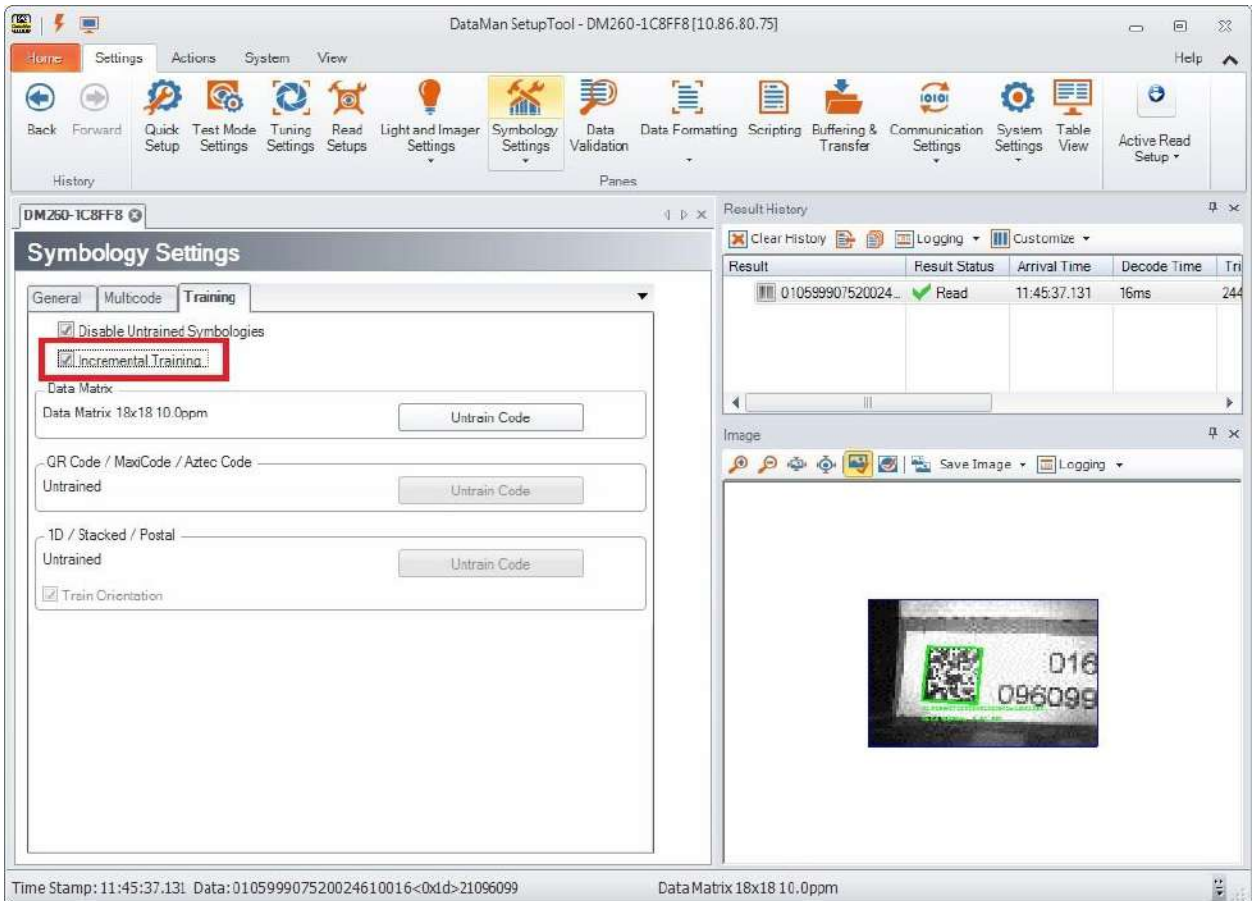 DataMan SetupTool - DM260-1C8FF8 [10.86.80.75]
Home Settings Actions System View Help
Back Forward Quick Setup Test Mode Settings Tuning Settings Read Setups Light and Imager Settings Symbology Settings Data Validation Data Formatting Scripting Buffering & Transfer Communication Settings System Settings Table View Active Read Setup
History Panes
DM260-1C8FF8
Symbology Settings
General Multicode Training
Disable Untrained Symbologies
Incremental Training
Data Matrix
Data Matrix 18x18 10.0ppm Untrain Code
QR Code / MaxiCode / Aztec Code
Untrained Untrain Code
1D / Stacked / Postal
Untrained Untrain Code
Train Orientation
Result History
Clear History Logging Customize
Result Result Status Arrival Time Decode Time Tri
010599907520024... Read 11:45:37.131 16ms 244
Image
Save Image Logging
016
096099
Time Stamp: 11:45:37.131 Data: 010599907520024610016<0x1d>21096099 DataMatrix 18x18 10.0ppm